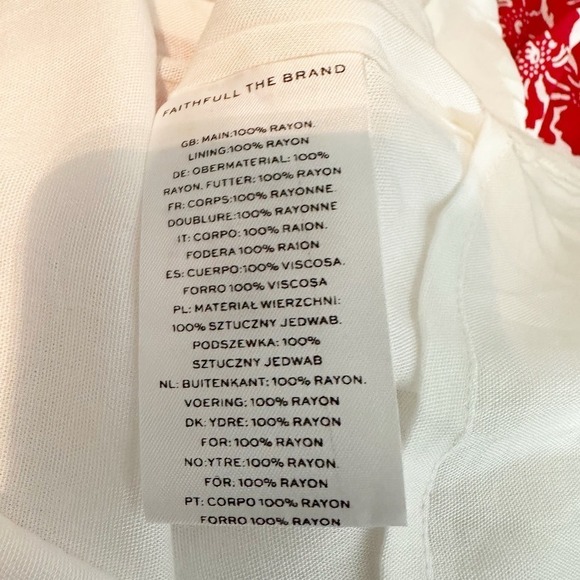 FAITHFULL THE BRAND
GB: MAIN:100% RAYON.
LINING:100% RAYON
DE: OBERMATERIAL: 100%
RAYON. FUTTER: 100% RAYON
FR: CORPS:100% RAYONNE.
DOUBLURE:100% RAYONNE
IT: CORPO: 100% RAION.
FODERA 100% RAION
ES: CUERPO:100% VISCOSA.
FORRO 100% VISCOSA
PL: MATERIAŁ WIERZCHNI:
100% SZTUCZNY JEDWAB.
PODSZEWKA: 100%
SZTUCZNY JEDWAB
NL: BUITENKANT: 100% RAYON.
VOERING: 100% RAYON
DK: YDRE: 100% RAYON.
FOR: 100% RAYON
NO:YTRE: 100% RAYON.
FÔR: 100% RAYON
PT: CORPO 100% RAYON
FORRO 100% RAYON